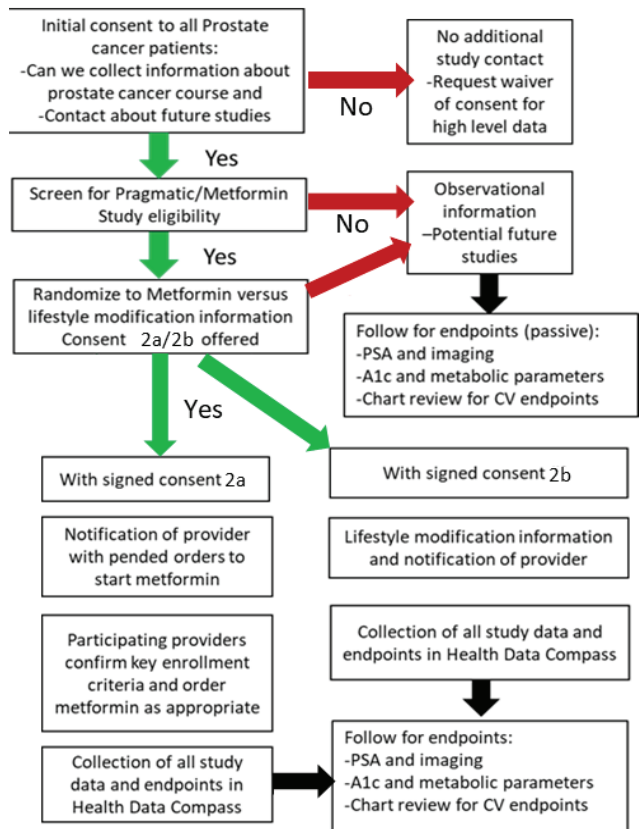 Initial consent to all Prostate
cancer patients:
-Can we collect information about
prostate cancer course and
-Contact about future studies
No additional
study contact
-Request waiver
of consent for
high level data
No
Yes
Screen for Pragmatic/Metformin
Study eligibility
Observational
information
–Potential future
studies
No
Yes
Randomize to Metformin versus
lifestyle modification information
Consent 2a/2b offered
Follow for endpoints (passive):
-PSA and imaging
-A1c and metabolic parameters
-Chart review for CV endpoints
Yes
With signed consent 2a
With signed consent 2b
Notification of provider
with pended orders to
start metformin
Lifestyle modification information
and notification of provider
Participating providers
confirm key enrollment
criteria and order
metformin as appropriate
Collection of all study data and
endpoints in Health Data Compass
Collection of all study
data and endpoints in
Health Data Compass
Follow for endpoints:
-PSA and imaging
-A1c and metabolic parameters
-Chart review for CV endpoints